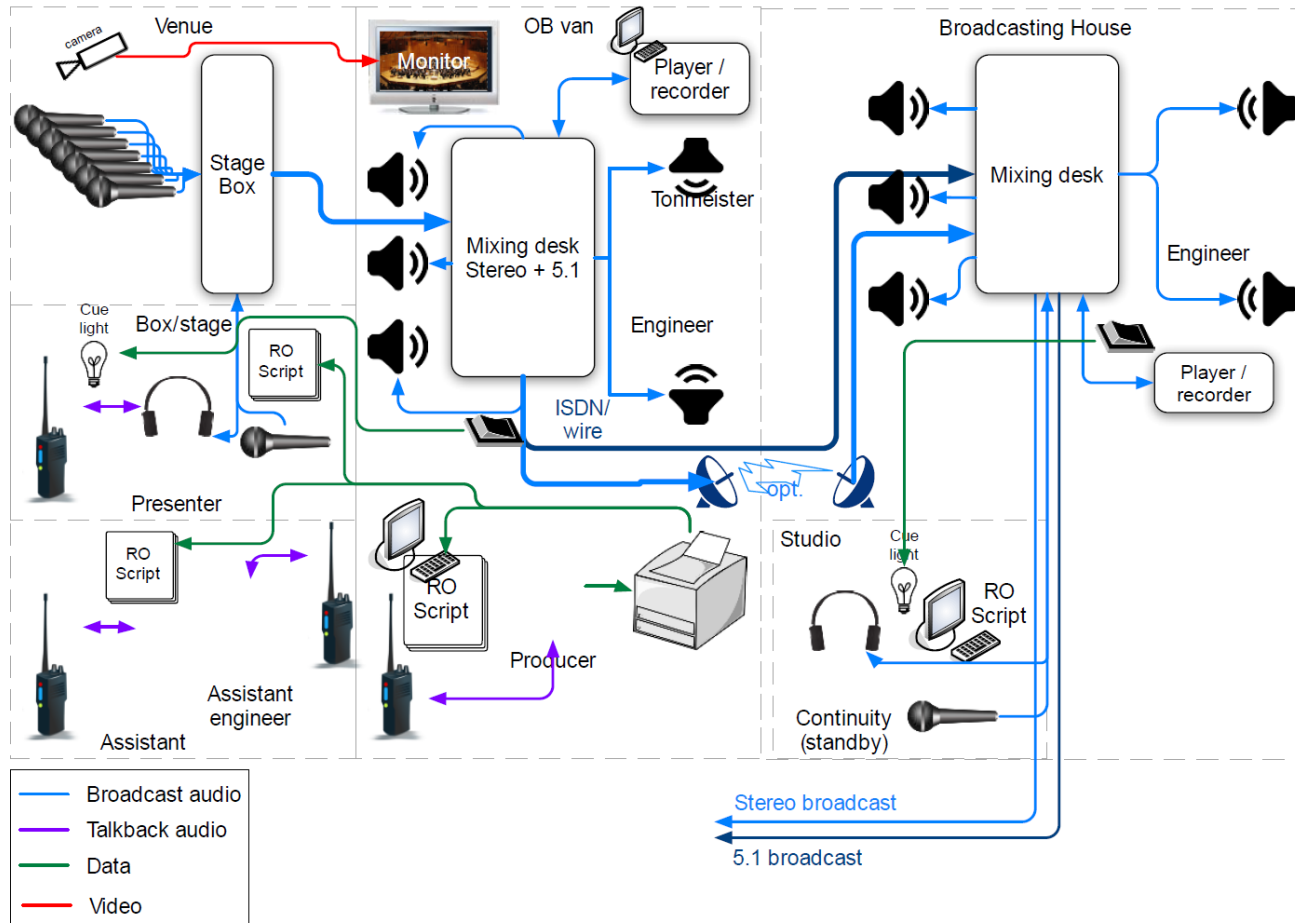 Venue
camera
Stage
Box
OB van
Monitor
Player /
recorder
Tonmeister
Mixing desk
Stereo + 5.1
Engineer
ISDN/
wire
opt.
Broadcasting House
Mixing desk
Engineer
Player /
recorder
Cue
light
Box/stage
RO
Script
Presenter
RO
Script
Assistant
engineer
Assistant
RO
Script
Producer
Studio
Cue
light
RO
Script
Continuity
(standby)
Stereo broadcast
5.1 broadcast
Broadcast audio
Talkback audio
Data
Video